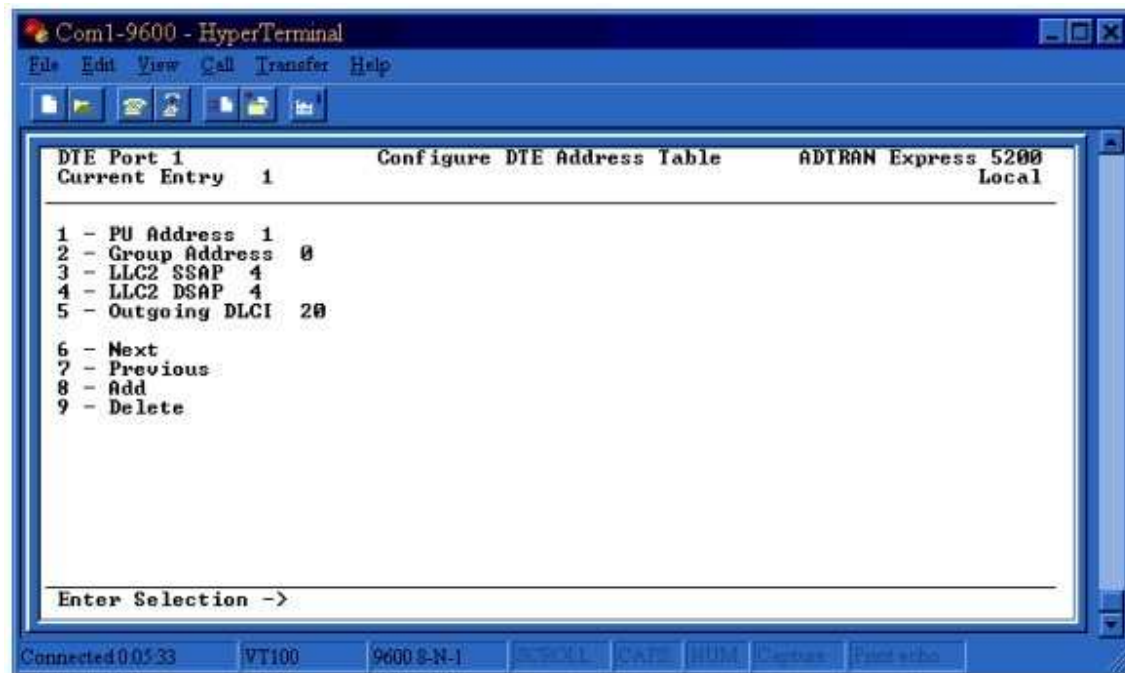 Com1-9600 - HyperTerminal
File Edit View Call Transfer Help
DTE Port 1 Configure DTE Address Table ADTRAN Express 5200
Current Entry 1 Local
1 - PU Address 1
2 - Group Address 0
3 - LLC2 SSAP 4
4 - LLC2 DSAP 4
5 - Outgoing DLCI 20
6 - Next
7 - Previous
8 - Add
9 - Delete
Enter Selection ->
Connected 0:05:33 VT100 9600 8-N-1 SCROLL CAPS NUM Capture Print echo